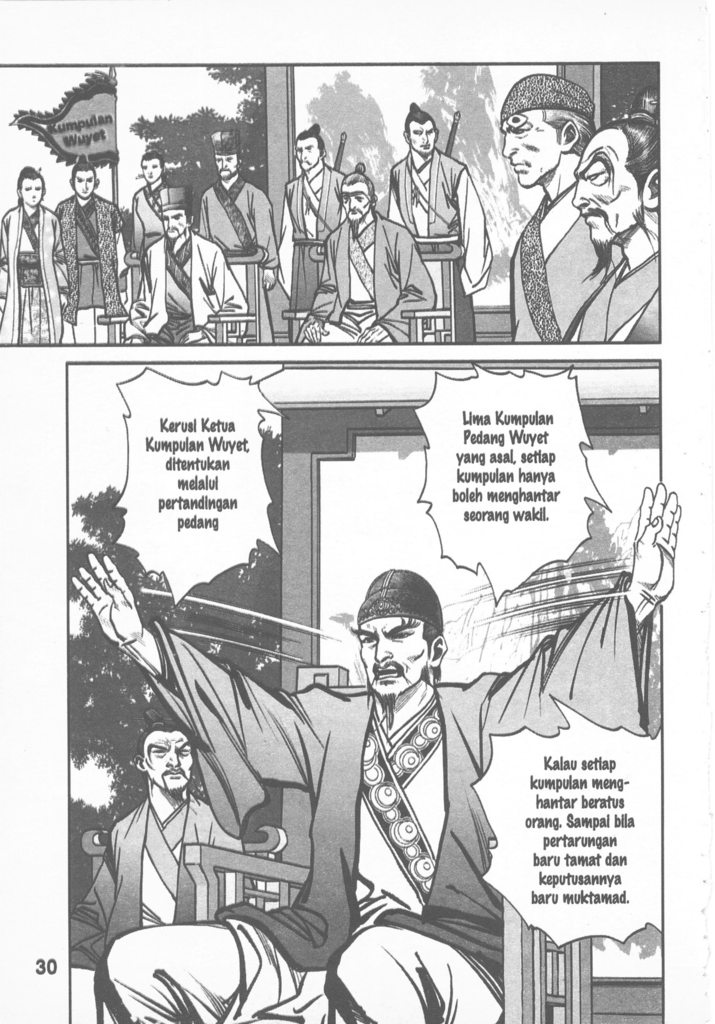 Kumpulan
Wuyet
Kerusi Ketua
Kumpulan Wuyet,
ditentukan
melalui
pertandingan
pedang
Lima Kumpulan
Pedang Wuyet
yang asal, setiap
kumpulan hanya
boleh menghantar
seorang wakil.
Kalau setiap
kumpulan meng-
hantar beratus
orang. Sampai bila
pertarungan
baru tamat dan
keputusannya
baru muktamad.
30